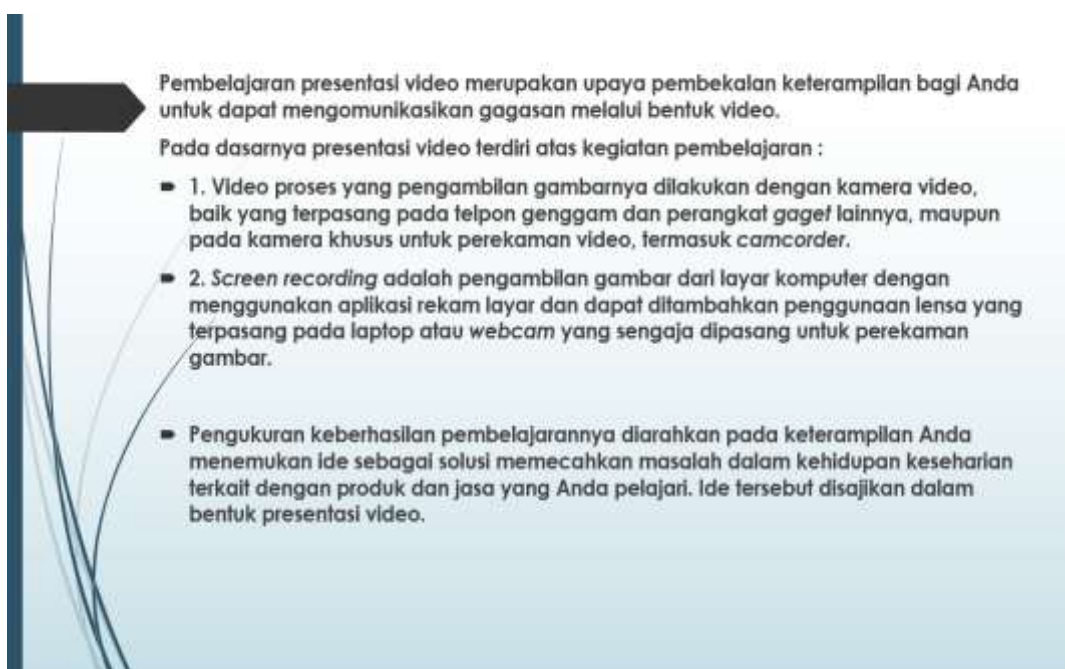 Pembelajaran presentasi video merupakan upaya pembekalan keterampilan bagi Anda
untuk dapat mengomunikasikan gagasan melalui bentuk video.
Pada dasarnya presentasi video terdiri atas kegiatan pembelajaran :
1. Video proses yang pengambilan gambarnya dilakukan dengan kamera video,
baik yang terpasang pada telpon genggam dan perangkat gaget lainnya, maupun
pada kamera khusus untuk perekaman video, termasuk camcorder.
2. Screen recording adalah pengambilan gambar dari layar komputer dengan
menggunakan aplikasi rekam layar dan dapat ditambahkan penggunaan lensa yang
terpasang pada laptop atau webcam yang sengaja dipasang untuk perekaman
gambar.
Pengukuran keberhasilan pembelajarannya diarahkan pada keterampilan Anda
menemukan ide sebagai solusi memecahkan masalah dalam kehidupan keseharian
terkait dengan produk dan jasa yang Anda pelajari. Ide tersebut disajikan dalam
bentuk presentasi video.